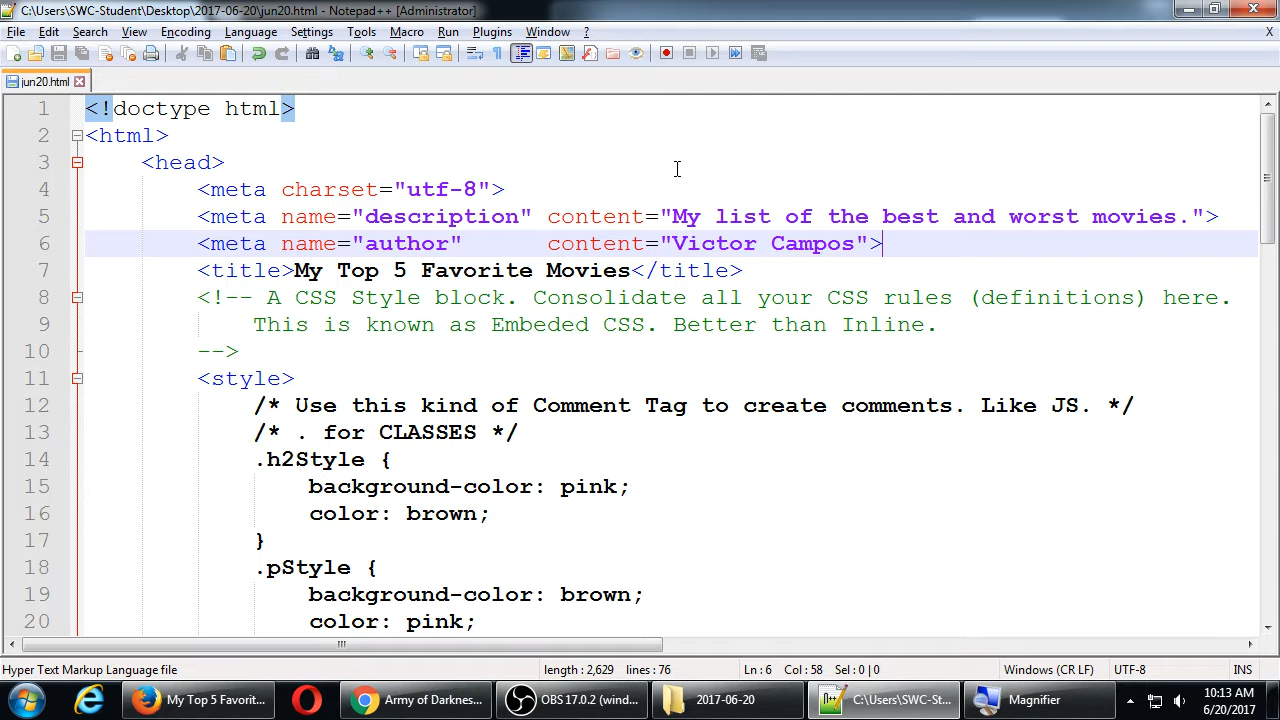 C:\Users\SWC-Student\Desktop\2017-06-20\jun20.html - Notepad++ [Administrator]
File Edit Search View Encoding Language Settings Tools Macro Run Plugins Window ? X
jun20.html
1 <!doctype html>
2 <html>
3 <head>
4 <meta charset="utf-8">
5 <meta name="description" content="My list of the best and worst movies.">
6 <meta name="author" content="Victor Campos">
7 <title>My Top 5 Favorite Movies</title>
8 <!-- A CSS Style block. Consolidate all your CSS rules (definitions) here.
9 This is known as Embeded CSS. Better than Inline.
10 -->
11 <style>
12 /* Use this kind of Comment Tag to create comments. Like JS. */
13 /* . for CLASSES */
14 .h2Style {
15 background-color: pink;
16 color: brown;
17 }
18 .pStyle {
19 background-color: brown;
20 color: pink;
Hyper Text Markup Language file length : 2,629 lines : 76 Ln : 6 Col : 58 Sel : 0 | 0 Windows (CR LF) UTF-8 INS
My Top 5 Favorit... Army of Darknes... OBS 17.0.2 (wind... 2017-06-20 C:\Users\SWC-St... Magnifier 10:13 AM
6/20/2017